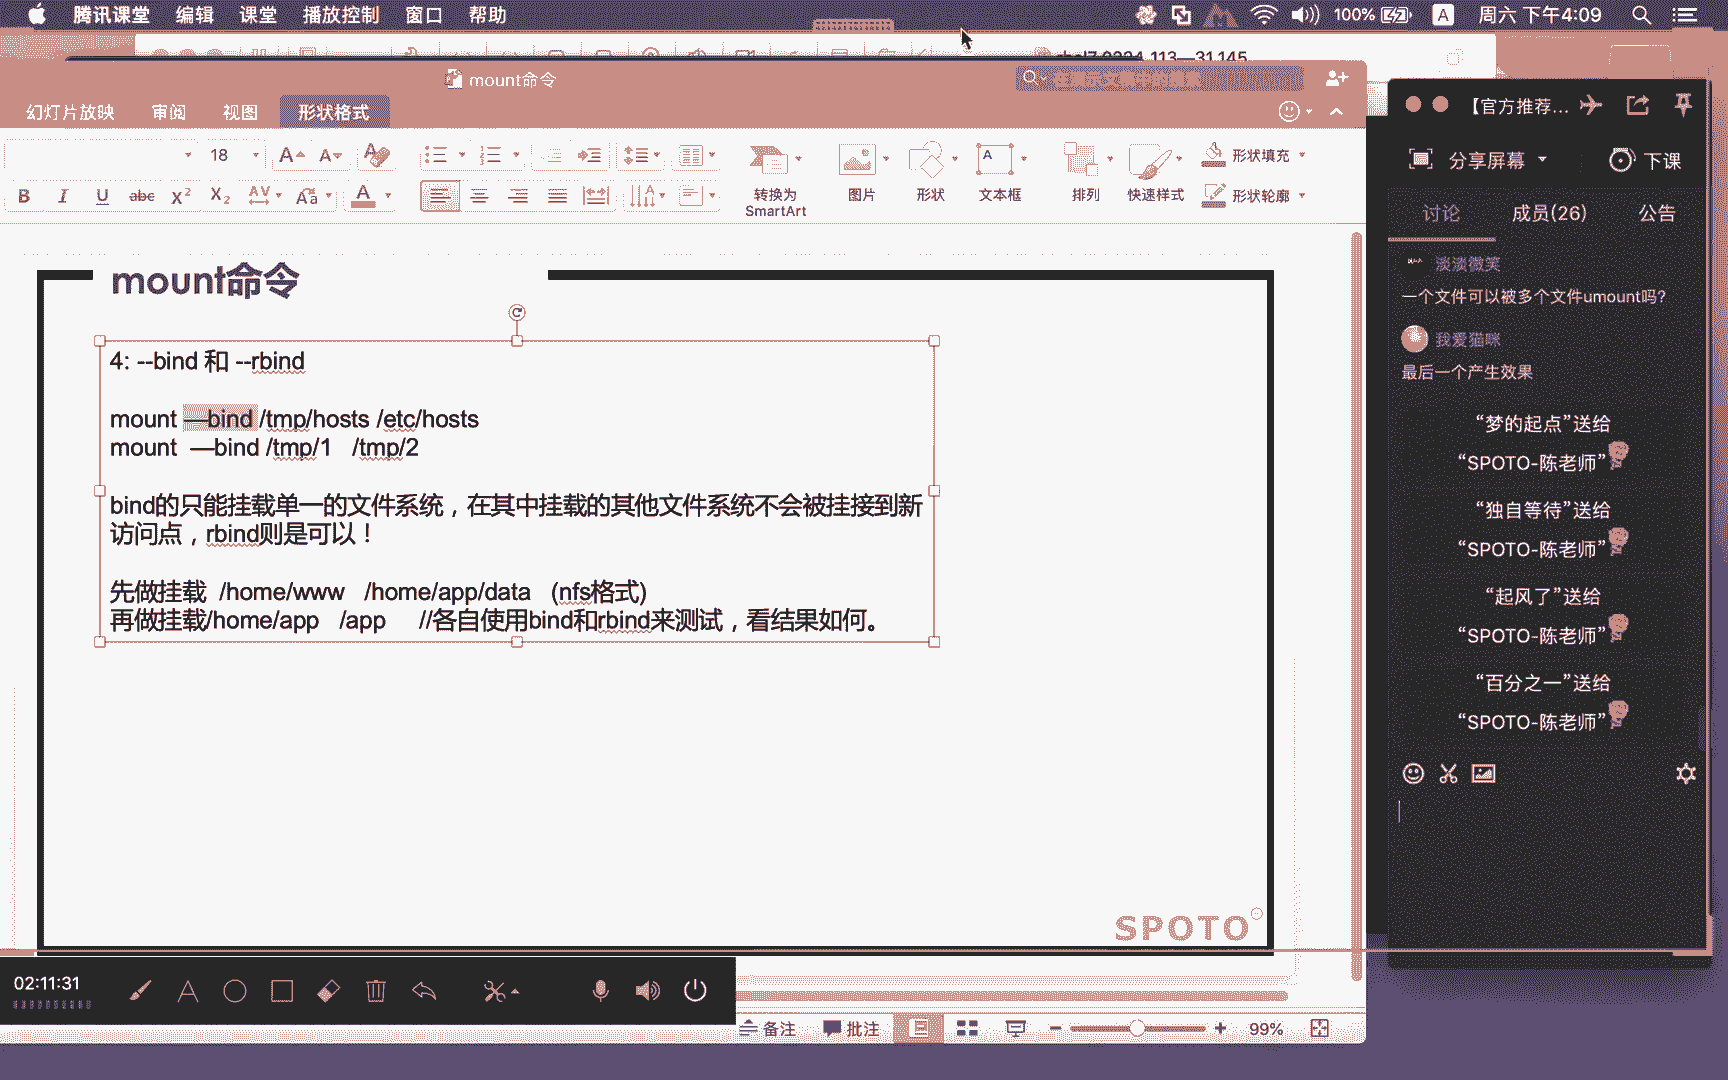 腾讯课堂 编辑 课堂 播放控制 窗口 帮助 100% A 周六 下午4:09
mount命令
幻灯片放映 审阅 视图 形状格式
18
转换为
SmartArt
图片 形状 文本框 排列 快速样式
形状填充
形状轮廓
mount命令
4: --bind 和 --rbind
mount —bind /tmp/hosts /etc/hosts
mount —bind /tmp/1 /tmp/2
bind的只能挂载单一的文件系统，在其中挂载的其他文件系统不会被挂接到新
访问点，rbind则是可以！
先做挂载 /home/www /home/app/data (nfs格式)
再做挂载/home/app /app //各自使用bind和rbind来测试，看结果如何。
SPOTO
02:11:31
备注 批注 99%
【官方推荐...
分享屏幕 下课
讨论 成员(26) 公告
淡淡微笑
一个文件可以被多个文件umount吗?
我爱猫咪
最后一个产生效果
“梦的起点”送给
“SPOTO-陈老师”
“独自等待”送给
“SPOTO-陈老师”
“起风了”送给
“SPOTO-陈老师”
“百分之一”送给
“SPOTO-陈老师”